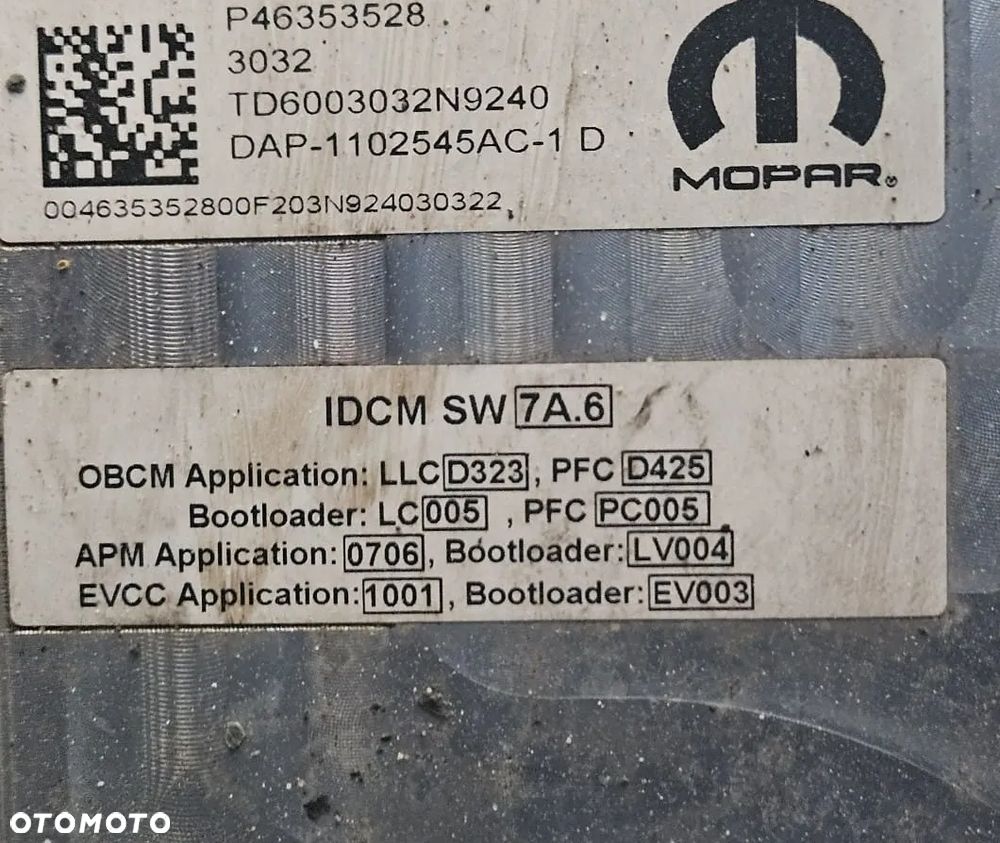 P46353528
3032
TD6003032N9240
DAP-1102545AC-1 D
MOPAR®
004635352800F203N924030322
IDCM SW 7A.6
OBCM Application: LLC D323, PFC D425
Bootloader: LC 005, PFC PC005
APM Application: 0706, Bootloader: LV004
EVCC Application: 1001, Bootloader: EV003
OTOMOTO